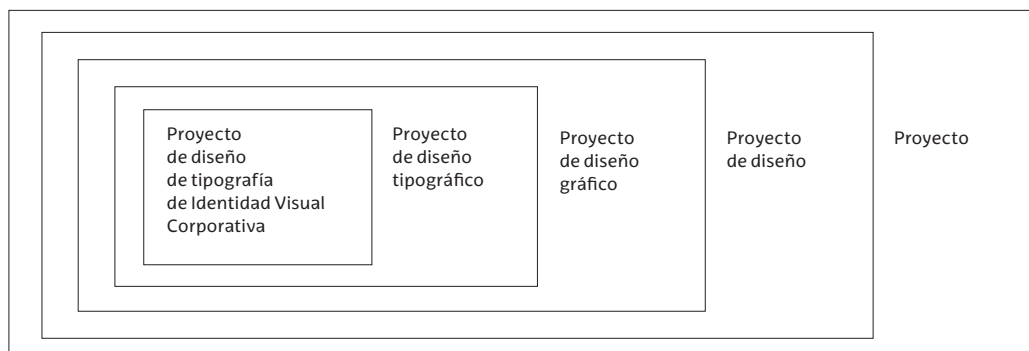 Proyecto
de diseño
de tipografía
de Identidad Visual
Corporativa
Proyecto
de diseño
tipográfico
Proyecto
de diseño
gráfico
Proyecto
de diseño
Proyecto